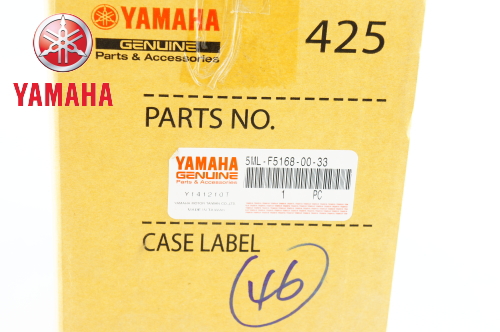 YAMAHA
GENUINE
Parts & Accessories
425
YAMAHA
PARTS NO.
YAMAHA
GENUINE
Parts & Accessories
5ML-F5168-00-33
1 PC
CASE LABEL
46